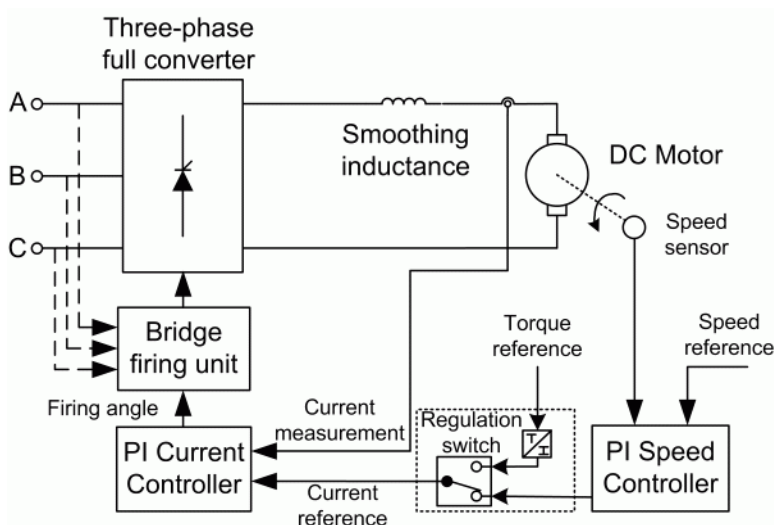 Three-phase
full converter
A
B
C
Smoothing
inductance
DC Motor
Speed
sensor
Bridge
firing unit
Torque
reference
Speed
reference
Firing angle
Current
measurement
Regulation
switch
T
I
PI Current
Controller
PI Speed
Controller
Current
reference